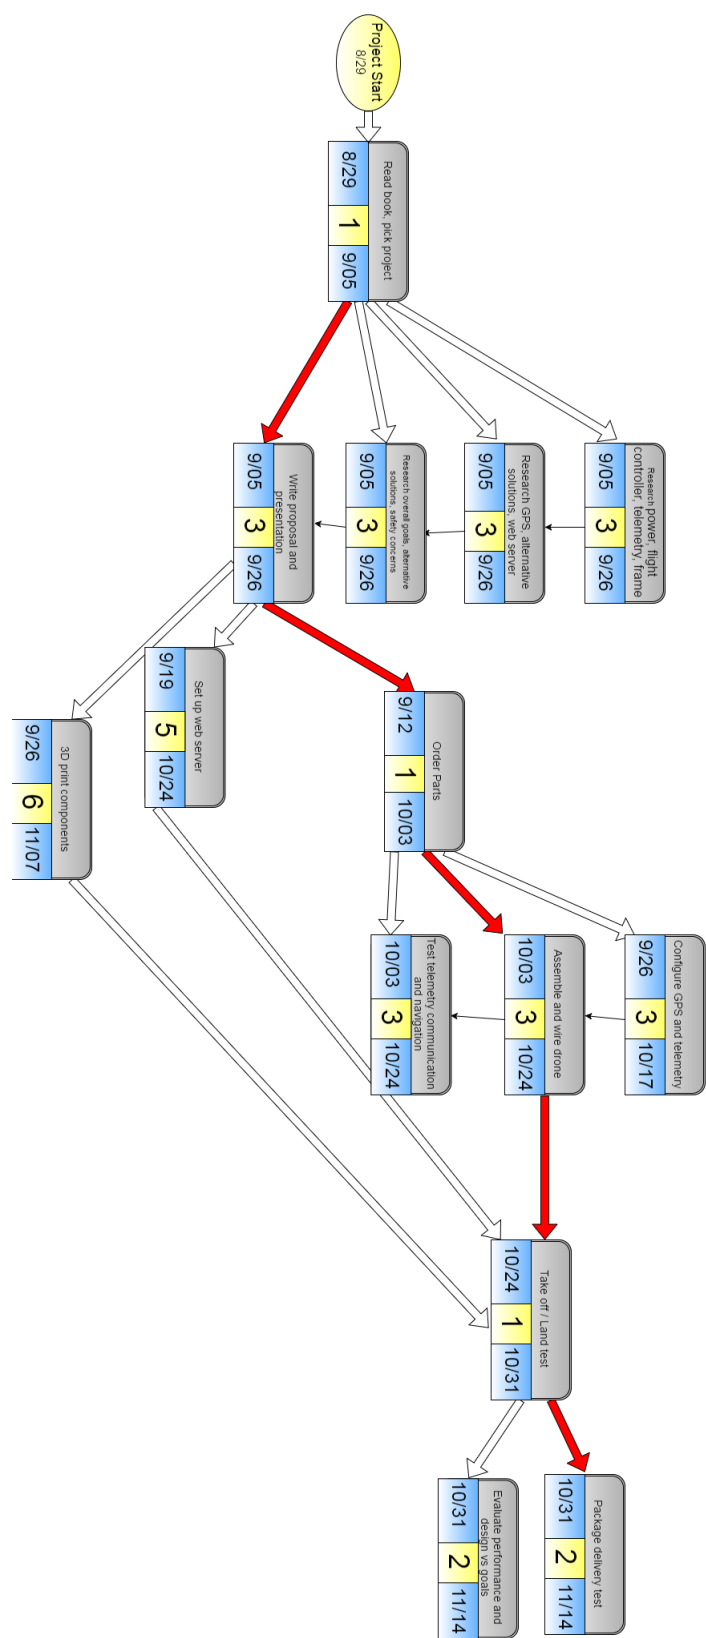 Project Start
8/29
Read book, pick project
8/29 1 9/05
Research power, flight
controller, telemetry, frame
9/05 3 9/26
Research GPS, alternative
solutions, web server
9/05 3 9/26
Research overall goals, alternative
solutions, safety concerns
9/05 3 9/26
Write proposal and
presentation
9/05 3 9/26
Set up web server
9/19 5 10/24
3D print components
9/26 6 11/07
Order Parts
9/12 1 10/03
Configure GPS and telemetry
9/26 3 10/17
Assemble and wire drone
10/03 3 10/24
Test telemetry communication
and navigation
10/03 3 10/24
Take off / Land test
10/24 1 10/31
Package delivery test
10/31 2 11/14
Evaluate performance and
design vs goals
10/31 2 11/14